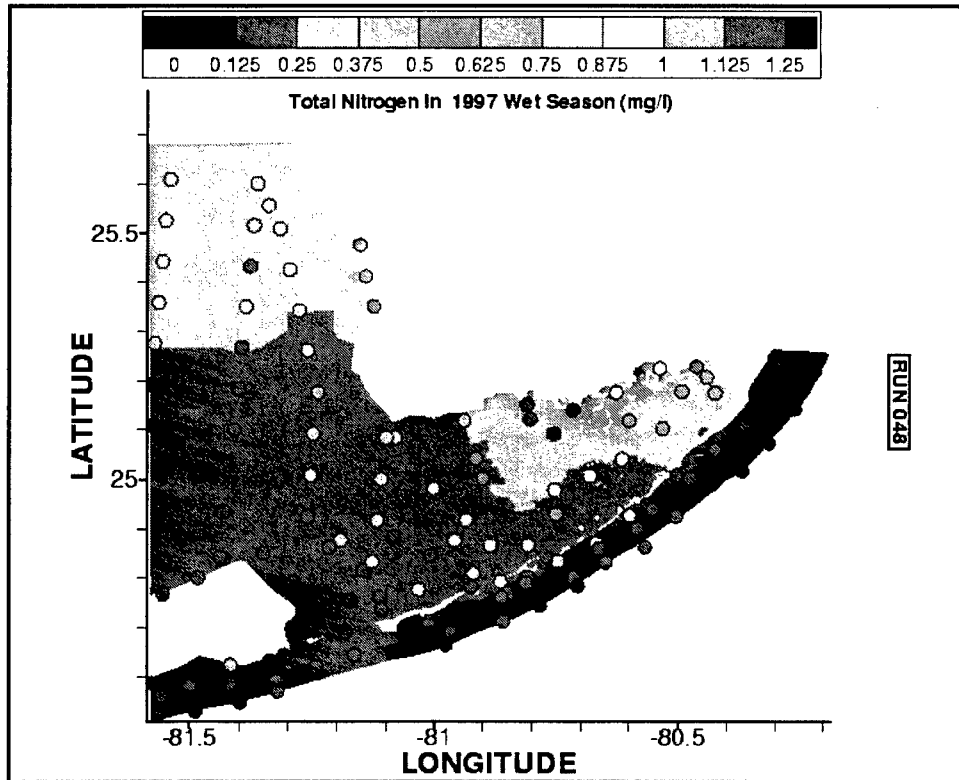 0 0.125 0.25 0.375 0.5 0.625 0.75 0.875 1 1.125 1.25
Total Nitrogen In 1997 Wet Season (mg/l)
25.5
LATITUDE
RUN 048
25
-81.5 -81 -80.5
LONGITUDE